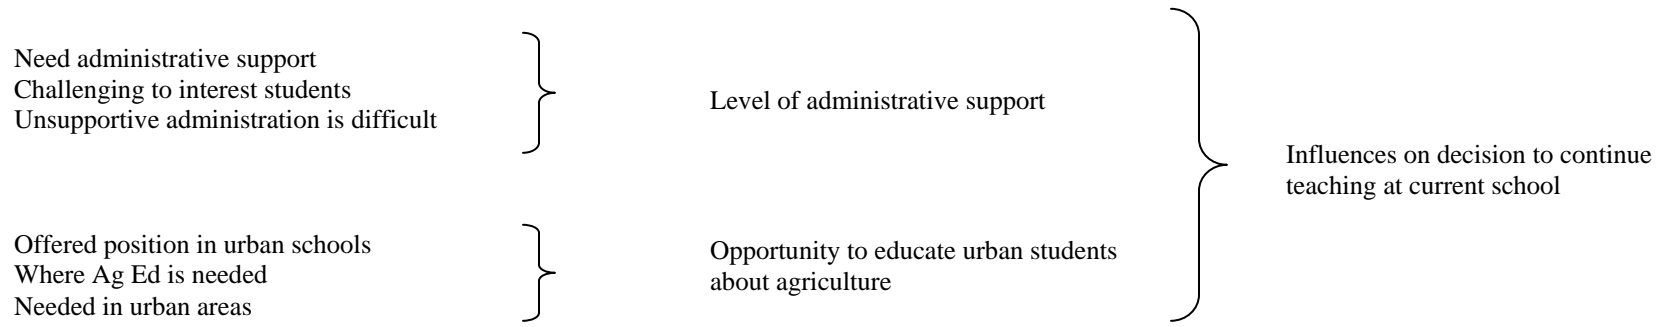 Need administrative support
Challenging to interest students
Unsupportive administration is difficult
Level of administrative support
Offered position in urban schools
Where Ag Ed is needed
Needed in urban areas
Opportunity to educate urban students
about agriculture
Influences on decision to continue
teaching at current school